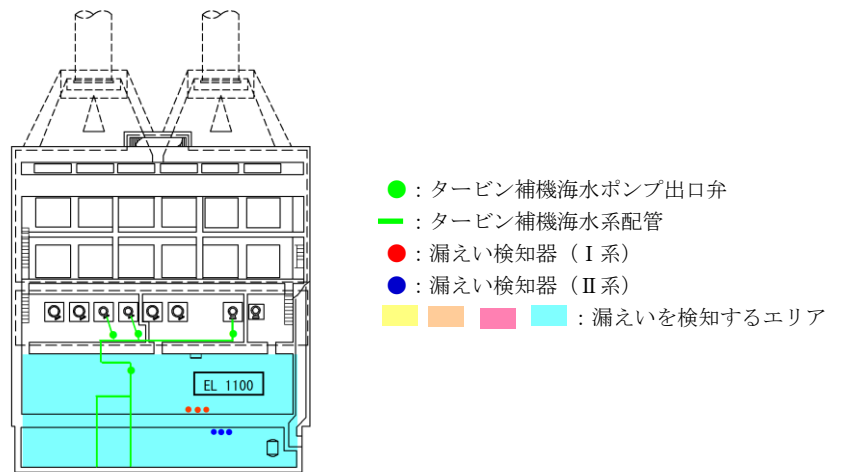 ●：タービン補機海水ポンプ出口弁
：タービン補機海水系配管
●：漏えい検知器（Ⅰ系）
●：漏えい検知器（Ⅱ系）
：漏えいを検知するエリア
EL 1100